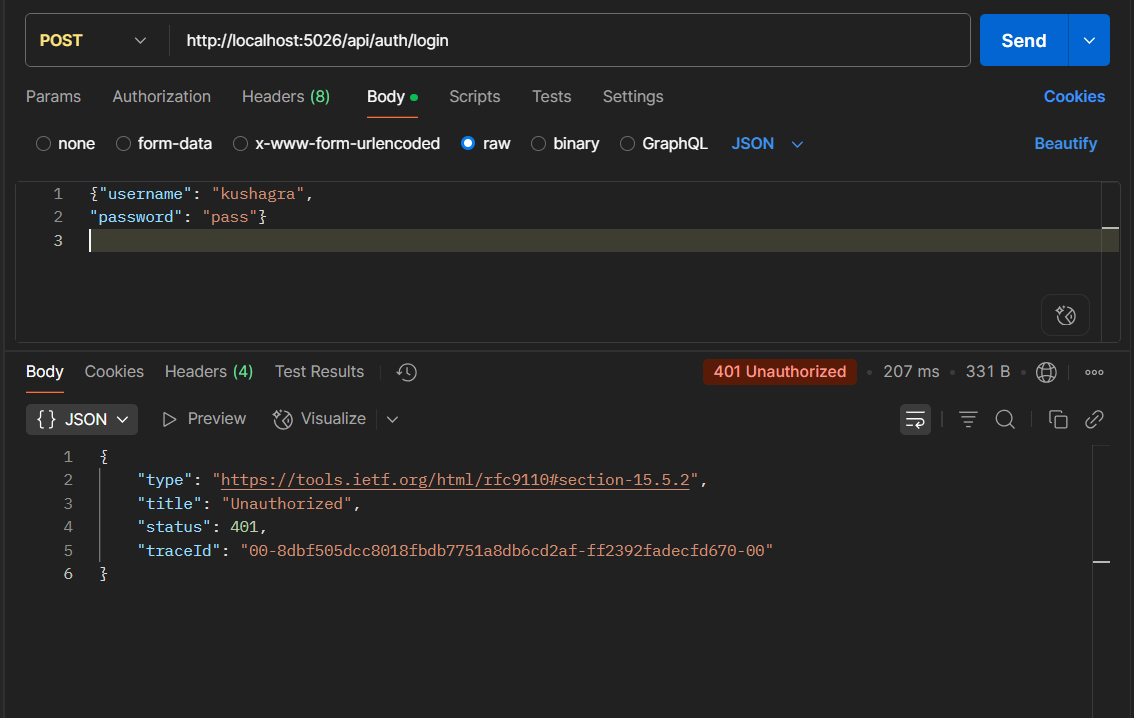 POST http://localhost:5026/api/auth/login Send
Params Authorization Headers (8) Body Scripts Tests Settings Cookies
none form-data x-www-form-urlencoded raw binary GraphQL JSON Beautify
1 {"username": "kushagra",
2 "password": "pass"}
3
Body Cookies Headers (4) Test Results 401 Unauthorized • 207 ms • 331 B •
{} JSON Preview Visualize
1 {
2 "type": "https://tools.ietf.org/html/rfc9110#section-15.5.2",
3 "title": "Unauthorized",
4 "status": 401,
5 "traceId": "00-8dbf505dcc8018fbdb7751a8db6cd2af-ff2392fadecfd670-00"
6 }